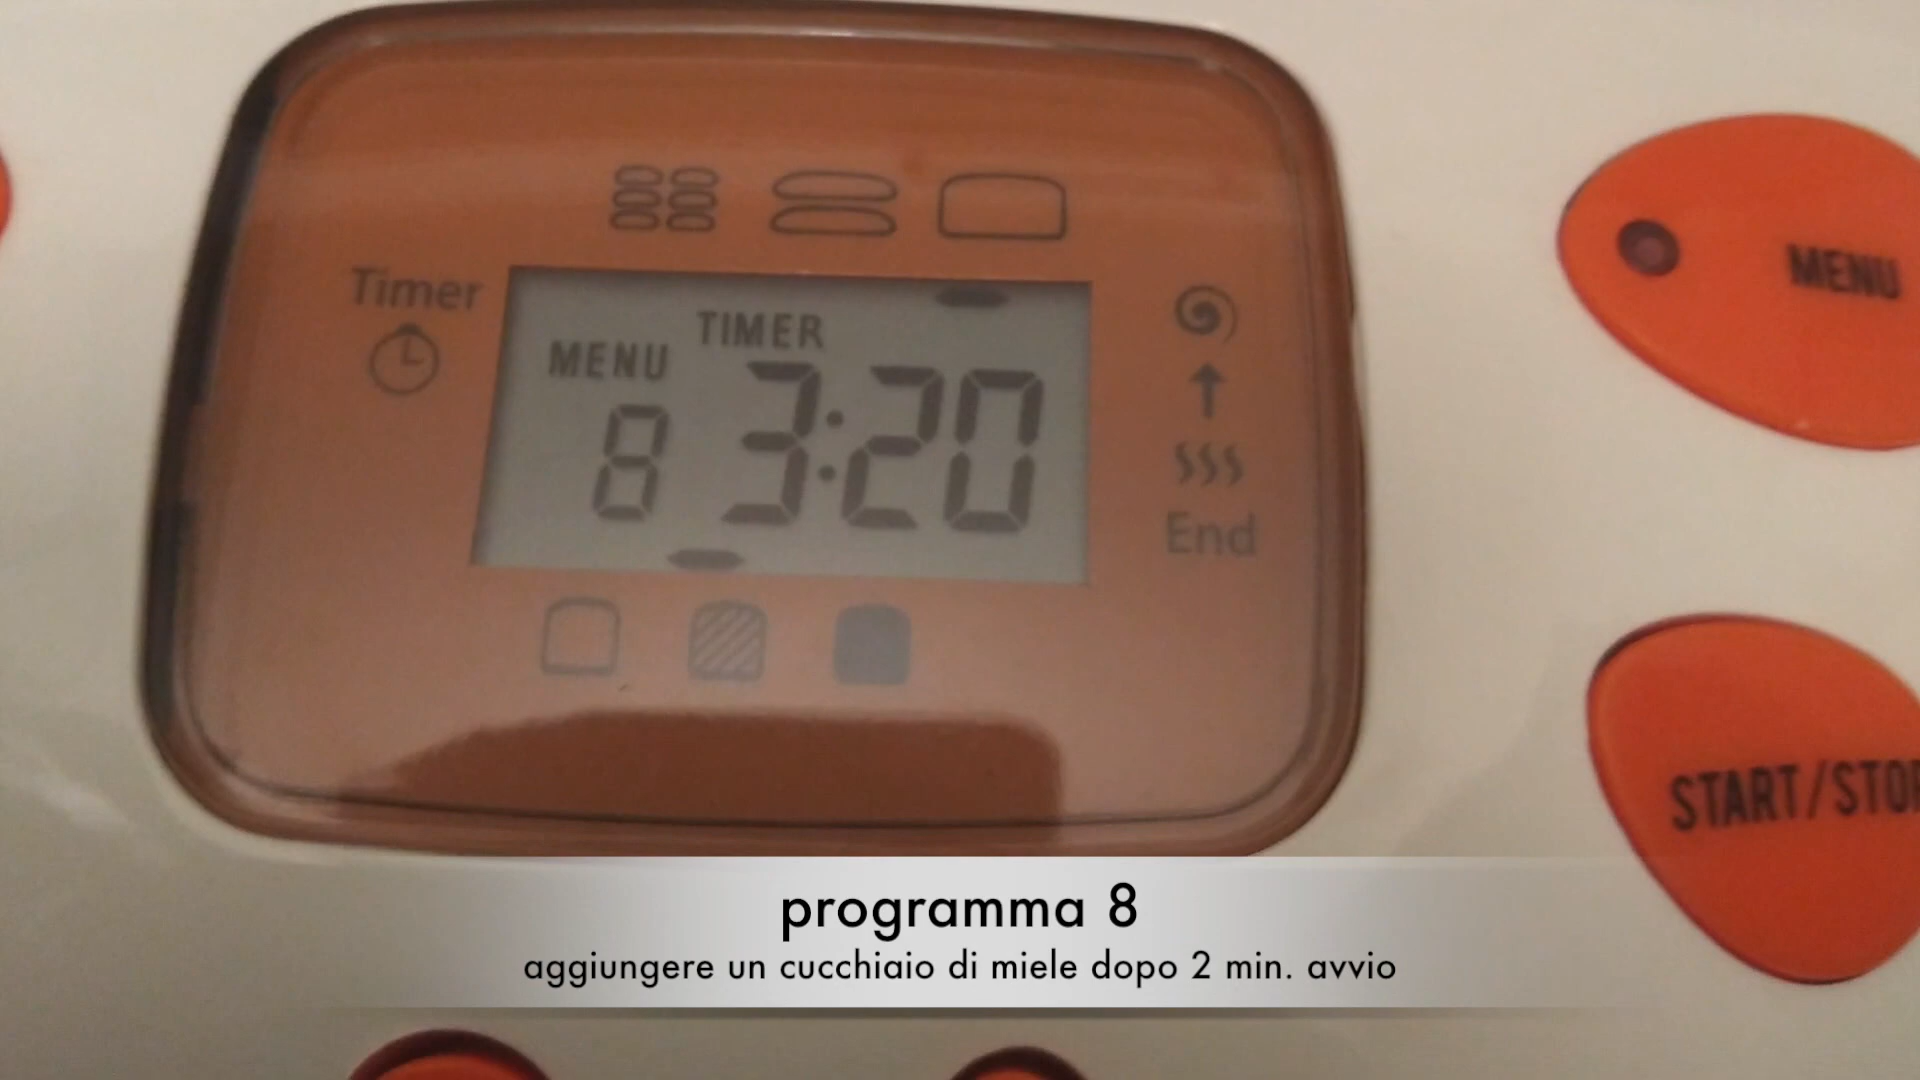 Timer
TIMER
MENU
8 3:20
End
MENU
START/STOP
programma 8
aggiungere un cucchiaio di miele dopo 2 min. avvio